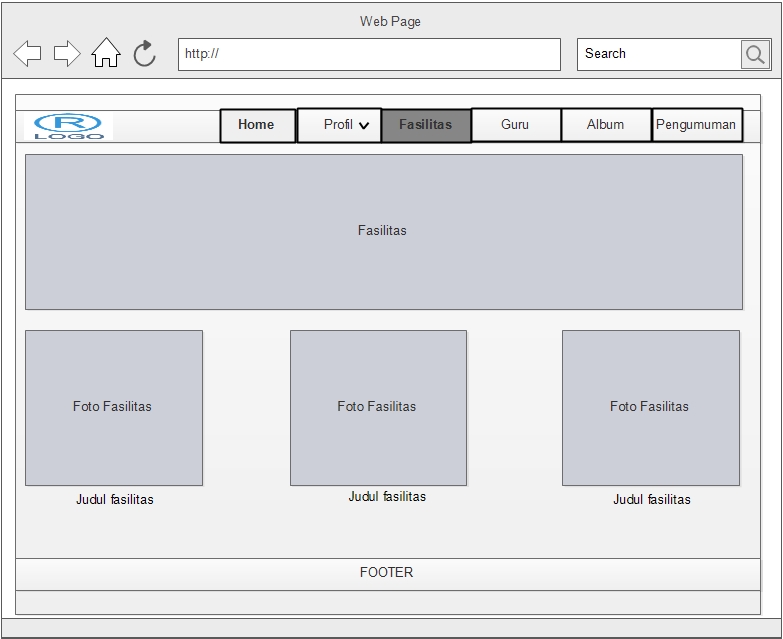 Web Page
http://
Search
R
LOGO
Home
Profil
Fasilitas
Guru
Album
Pengumuman
Fasilitas
Foto Fasilitas
Foto Fasilitas
Foto Fasilitas
Judul fasilitas
Judul fasilitas
Judul fasilitas
FOOTER